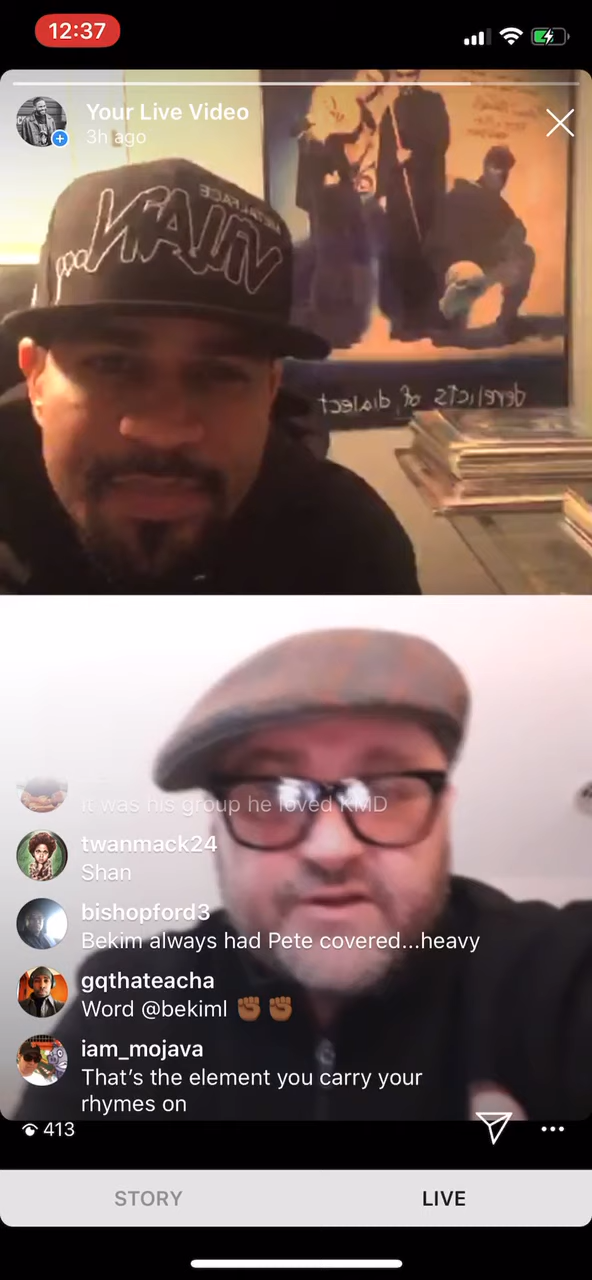 12:37
Your Live Video
3h ago
METAL FACE
VILLAIN...
derelicts of dialect
It was his group he loved KMD
twanmack24
Shan
bishopford3
Bekim always had Pete covered...heavy
gqthateacha
Word @bekiml ✊🏾 ✊🏾
iam_mojava
That’s the element you carry your
rhymes on
413
STORY
LIVE